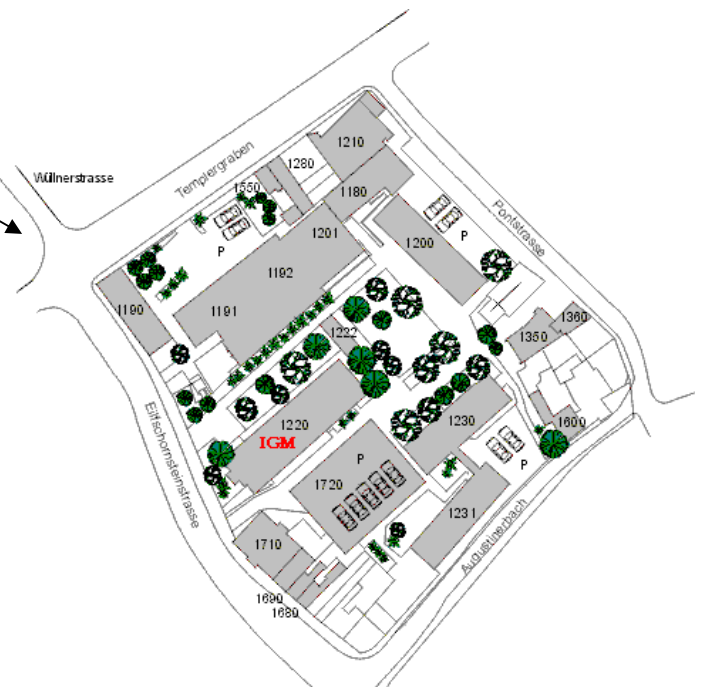 Templergraben
Wüllnerstrasse
1210
1280
1180
1550
1201
P
P
Pontstrasse
1200
1192
1190
1191
1222
1350
1360
1220
IGM
1230
1600
P
P
1720
1231
Eilfschornsteinstrasse
1710
Augustinerbach
1690
1680